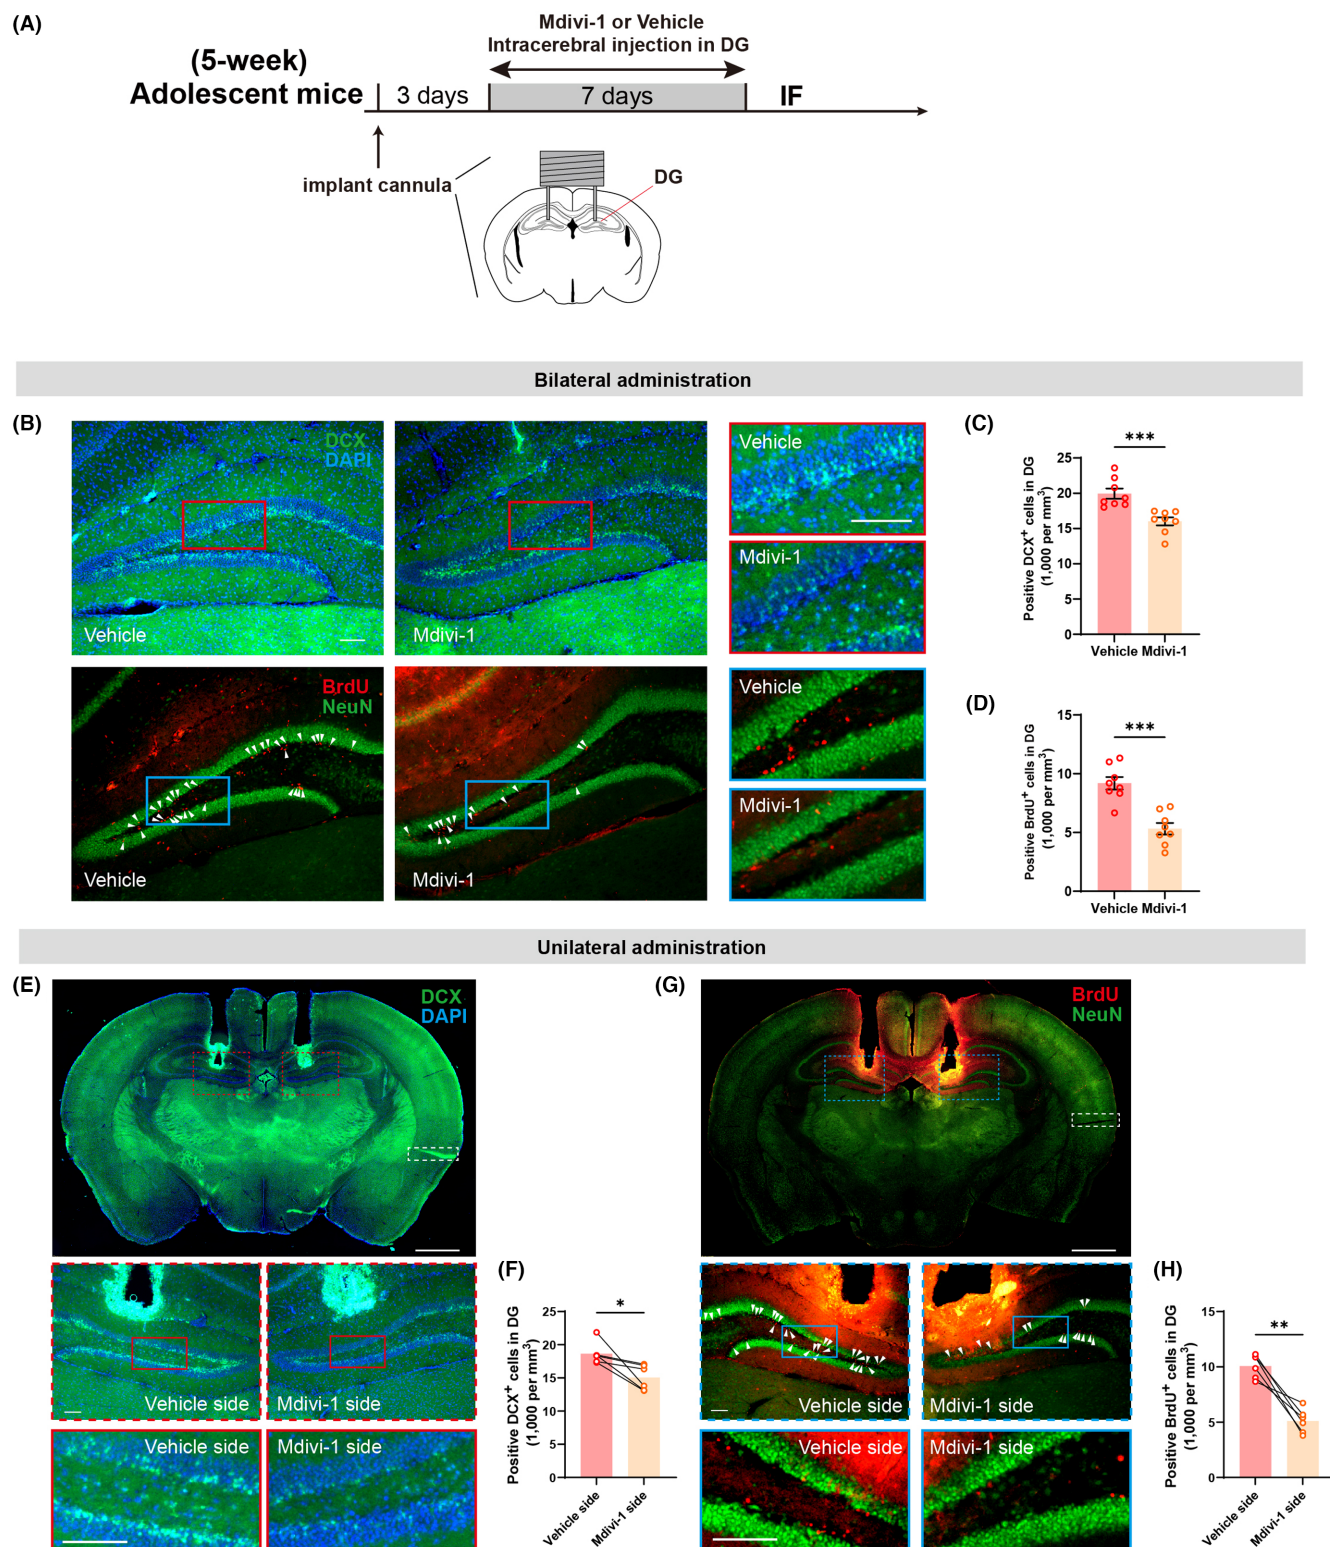 (A)
Mdivi-1 or Vehicle
Intracerebral injection in DG
(5-week)
Adolescent mice
3 days
7 days
IF
implant cannula
DG
Bilateral administration
(B)
DCX
DAPI
Vehicle
Mdivi-1
Vehicle
Mdivi-1
BrdU
NeuN
Vehicle
Mdivi-1
Vehicle
Mdivi-1
(C)
Positive DCX+ cells in DG
(1,000 per mm3)
25
20
15
10
5
0
***
Vehicle Mdivi-1
(D)
Positive BrdU+ cells in DG
(1,000 per mm3)
15
10
5
0
***
Vehicle Mdivi-1
Unilateral administration
(E)
DCX
DAPI
Vehicle side
Mdivi-1 side
Vehicle side
Mdivi-1 side
(F)
Positive DCX+ cells in DG
(1,000 per mm3)
25
20
15
10
5
0
*
Vehicle side
Mdivi-1 side
(G)
BrdU
NeuN
Vehicle side
Mdivi-1 side
Vehicle side
Mdivi-1 side
(H)
Positive BrdU+ cells in DG
(1,000 per mm3)
15
10
5
0
**
Vehicle side
Mdivi-1 side